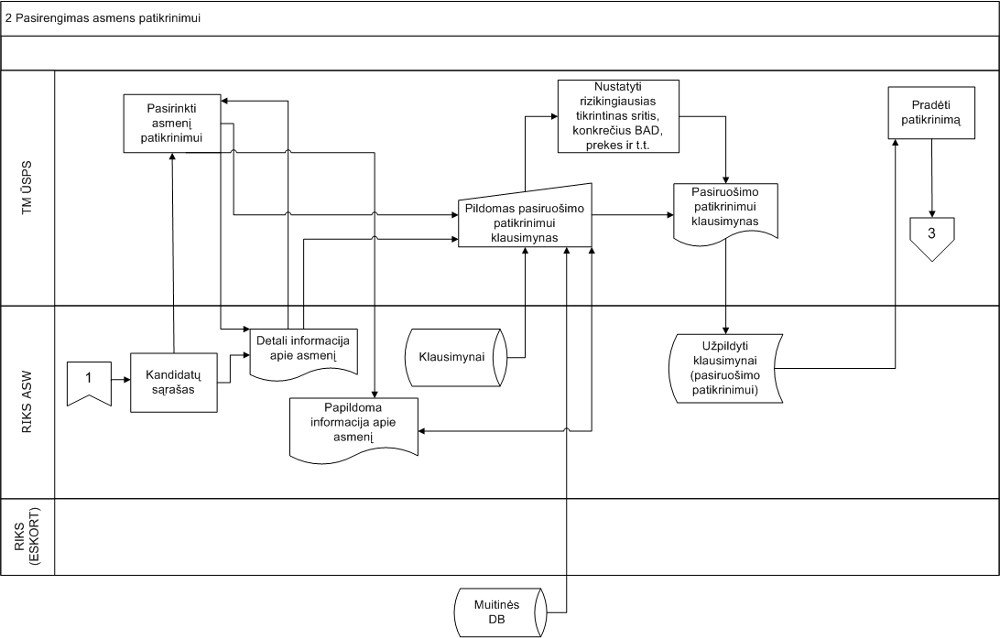 2 Pasirengimas asmens patikrinimui
TM ŪSPS
Pasirinkti
asmenį
patikrinimui
Nustatyti
rizikingiausias
tikrintinas sritis,
konkrečius BAD,
prekes ir t.t.
Pradėti
patikrinimą
Pildomas pasiruošimo
patikrinimui
klausimynas
Pasiruošimo
patikrinimui
klausimynas
3
RIKS ASW
1
Kandidatų
sąrašas
Detali informacija
apie asmenį
Papildoma
informacija apie
asmenį
Klausimynai
Užpildyti
klausimynai
(pasiruošimo
patikrinimui)
RIKS
(ESKORT)
Muitinės
DB